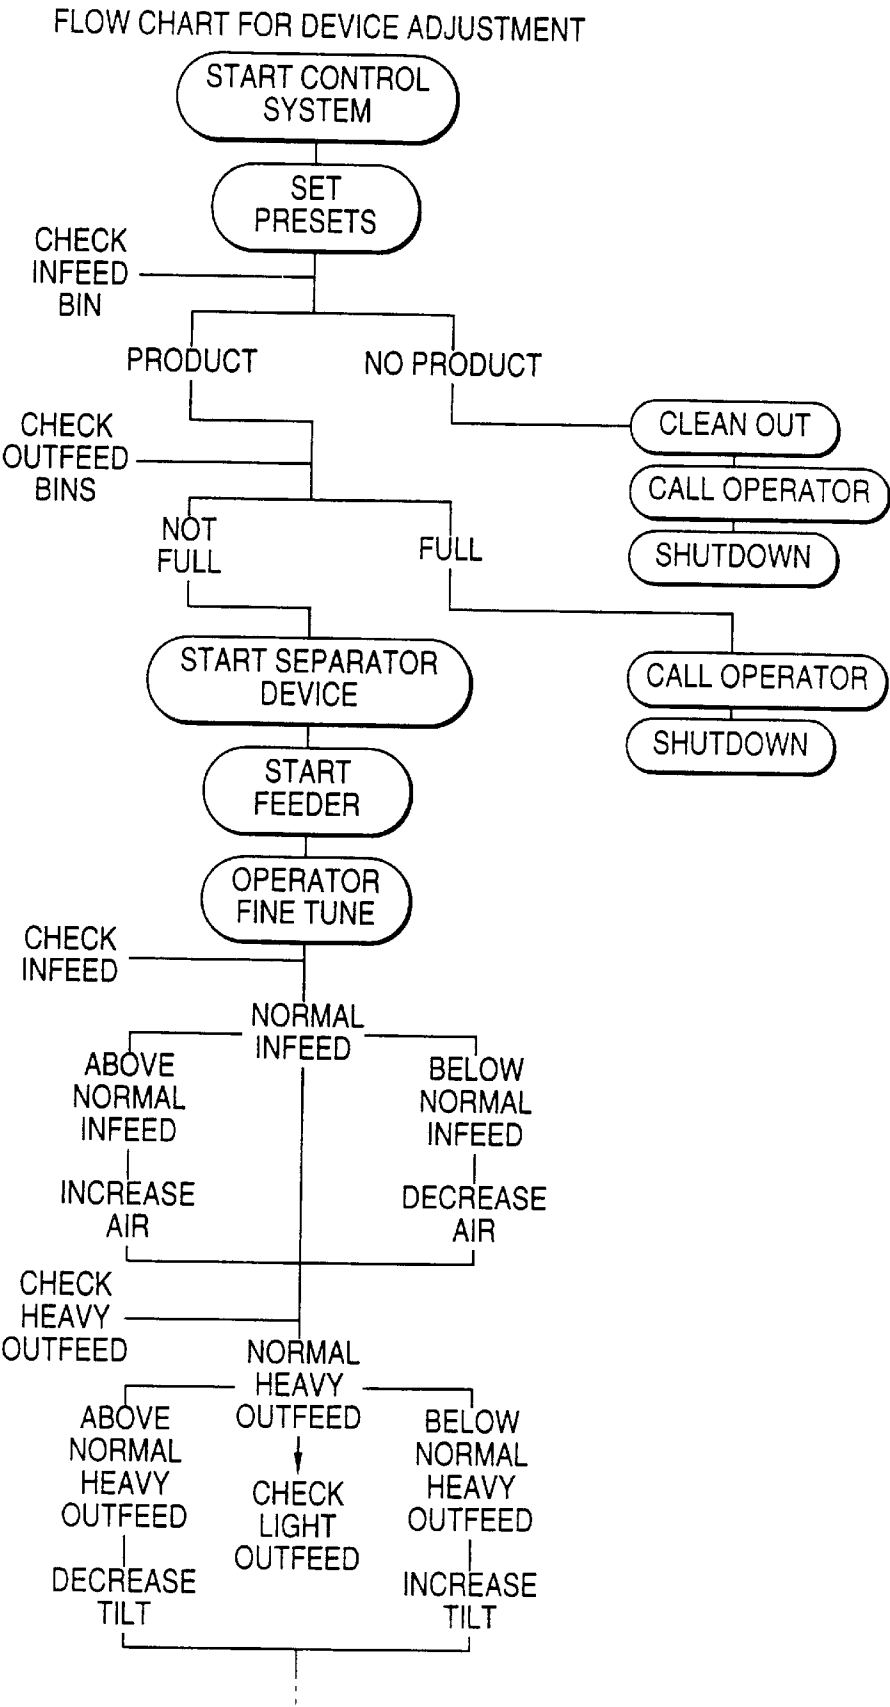 FLOW CHART FOR DEVICE ADJUSTMENT
START CONTROL
SYSTEM
SET
PRESETS
CHECK
INFEED
BIN
PRODUCT
NO PRODUCT
CLEAN OUT
CALL OPERATOR
SHUTDOWN
CHECK
OUTFEED
BINS
NOT
FULL
FULL
CALL OPERATOR
SHUTDOWN
START SEPARATOR
DEVICE
START
FEEDER
OPERATOR
FINE TUNE
CHECK
INFEED
NORMAL
INFEED
ABOVE
NORMAL
INFEED
INCREASE
AIR
BELOW
NORMAL
INFEED
DECREASE
AIR
CHECK
HEAVY
OUTFEED
NORMAL
HEAVY
OUTFEED
CHECK
LIGHT
OUTFEED
ABOVE
NORMAL
HEAVY
OUTFEED
DECREASE
TILT
BELOW
NORMAL
HEAVY
OUTFEED
INCREASE
TILT